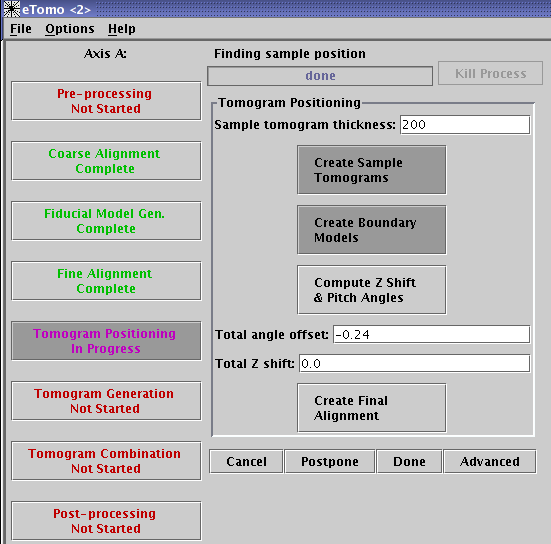 eTomo <2>
File Options Help
Axis A:
Pre-processing
Not Started
Coarse Alignment
Complete
Fiducial Model Gen.
Complete
Fine Alignment
Complete
Tomogram Positioning
In Progress
Tomogram Generation
Not Started
Tomogram Combination
Not Started
Post-processing
Not Started
Finding sample position
done
Kill Process
Tomogram Positioning
Sample tomogram thickness: 200
Create Sample
Tomograms
Create Boundary
Models
Compute Z Shift
& Pitch Angles
Total angle offset: -0.24
Total Z shift: 0.0
Create Final
Alignment
Cancel Postpone Done Advanced